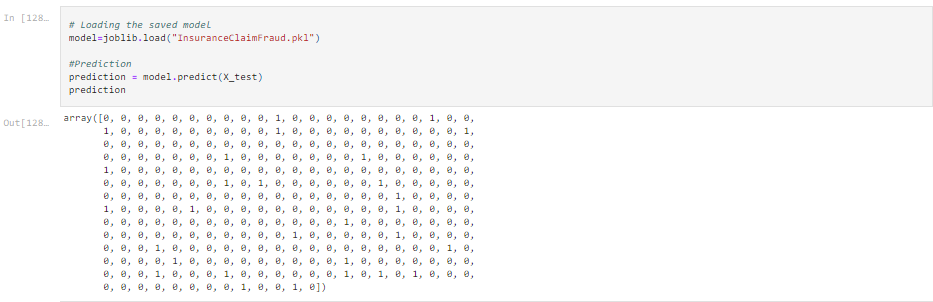 In [128…
# Loading the saved model
model=joblib.load("InsuranceClaimFraud.pkl")
#Prediction
prediction = model.predict(X_test)
prediction
Out[128…
array([0, 0, 0, 0, 0, 0, 0, 0, 0, 0, 1, 0, 0, 0, 0, 0, 0, 0, 0, 1, 0, 0,
1, 0, 0, 0, 0, 0, 0, 0, 0, 0, 1, 0, 0, 0, 0, 0, 0, 0, 0, 0, 0, 1,
0, 0, 0, 0, 0, 0, 0, 0, 0, 0, 0, 0, 0, 0, 0, 0, 0, 0, 0, 0, 0, 0,
0, 0, 0, 0, 0, 0, 0, 1, 0, 0, 0, 0, 0, 0, 0, 1, 0, 0, 0, 0, 0, 0,
1, 0, 0, 0, 0, 0, 0, 0, 0, 0, 0, 0, 0, 0, 0, 0, 0, 0, 0, 0, 0, 0,
0, 0, 0, 0, 0, 0, 0, 1, 0, 1, 0, 0, 0, 0, 0, 0, 1, 0, 0, 0, 0, 0,
0, 0, 0, 0, 0, 0, 0, 0, 0, 0, 0, 0, 0, 0, 0, 0, 0, 1, 0, 0, 0, 0,
1, 0, 0, 0, 0, 1, 0, 0, 0, 0, 0, 0, 0, 0, 0, 0, 0, 1, 0, 0, 0, 0,
0, 0, 0, 0, 0, 0, 0, 0, 0, 0, 0, 0, 0, 0, 1, 0, 0, 0, 0, 0, 0, 0,
0, 0, 0, 0, 0, 0, 0, 0, 0, 0, 0, 1, 0, 0, 0, 0, 0, 1, 0, 0, 0, 0,
0, 0, 0, 1, 0, 0, 0, 0, 0, 0, 0, 0, 0, 0, 0, 0, 0, 0, 0, 0, 1, 0,
0, 0, 0, 0, 1, 0, 0, 0, 0, 0, 0, 0, 0, 0, 1, 0, 0, 0, 0, 0, 0, 0,
0, 0, 0, 1, 0, 0, 0, 1, 0, 0, 0, 0, 0, 0, 1, 0, 1, 0, 1, 0, 0, 0,
0, 0, 0, 0, 0, 0, 0, 0, 1, 0, 0, 1, 0])